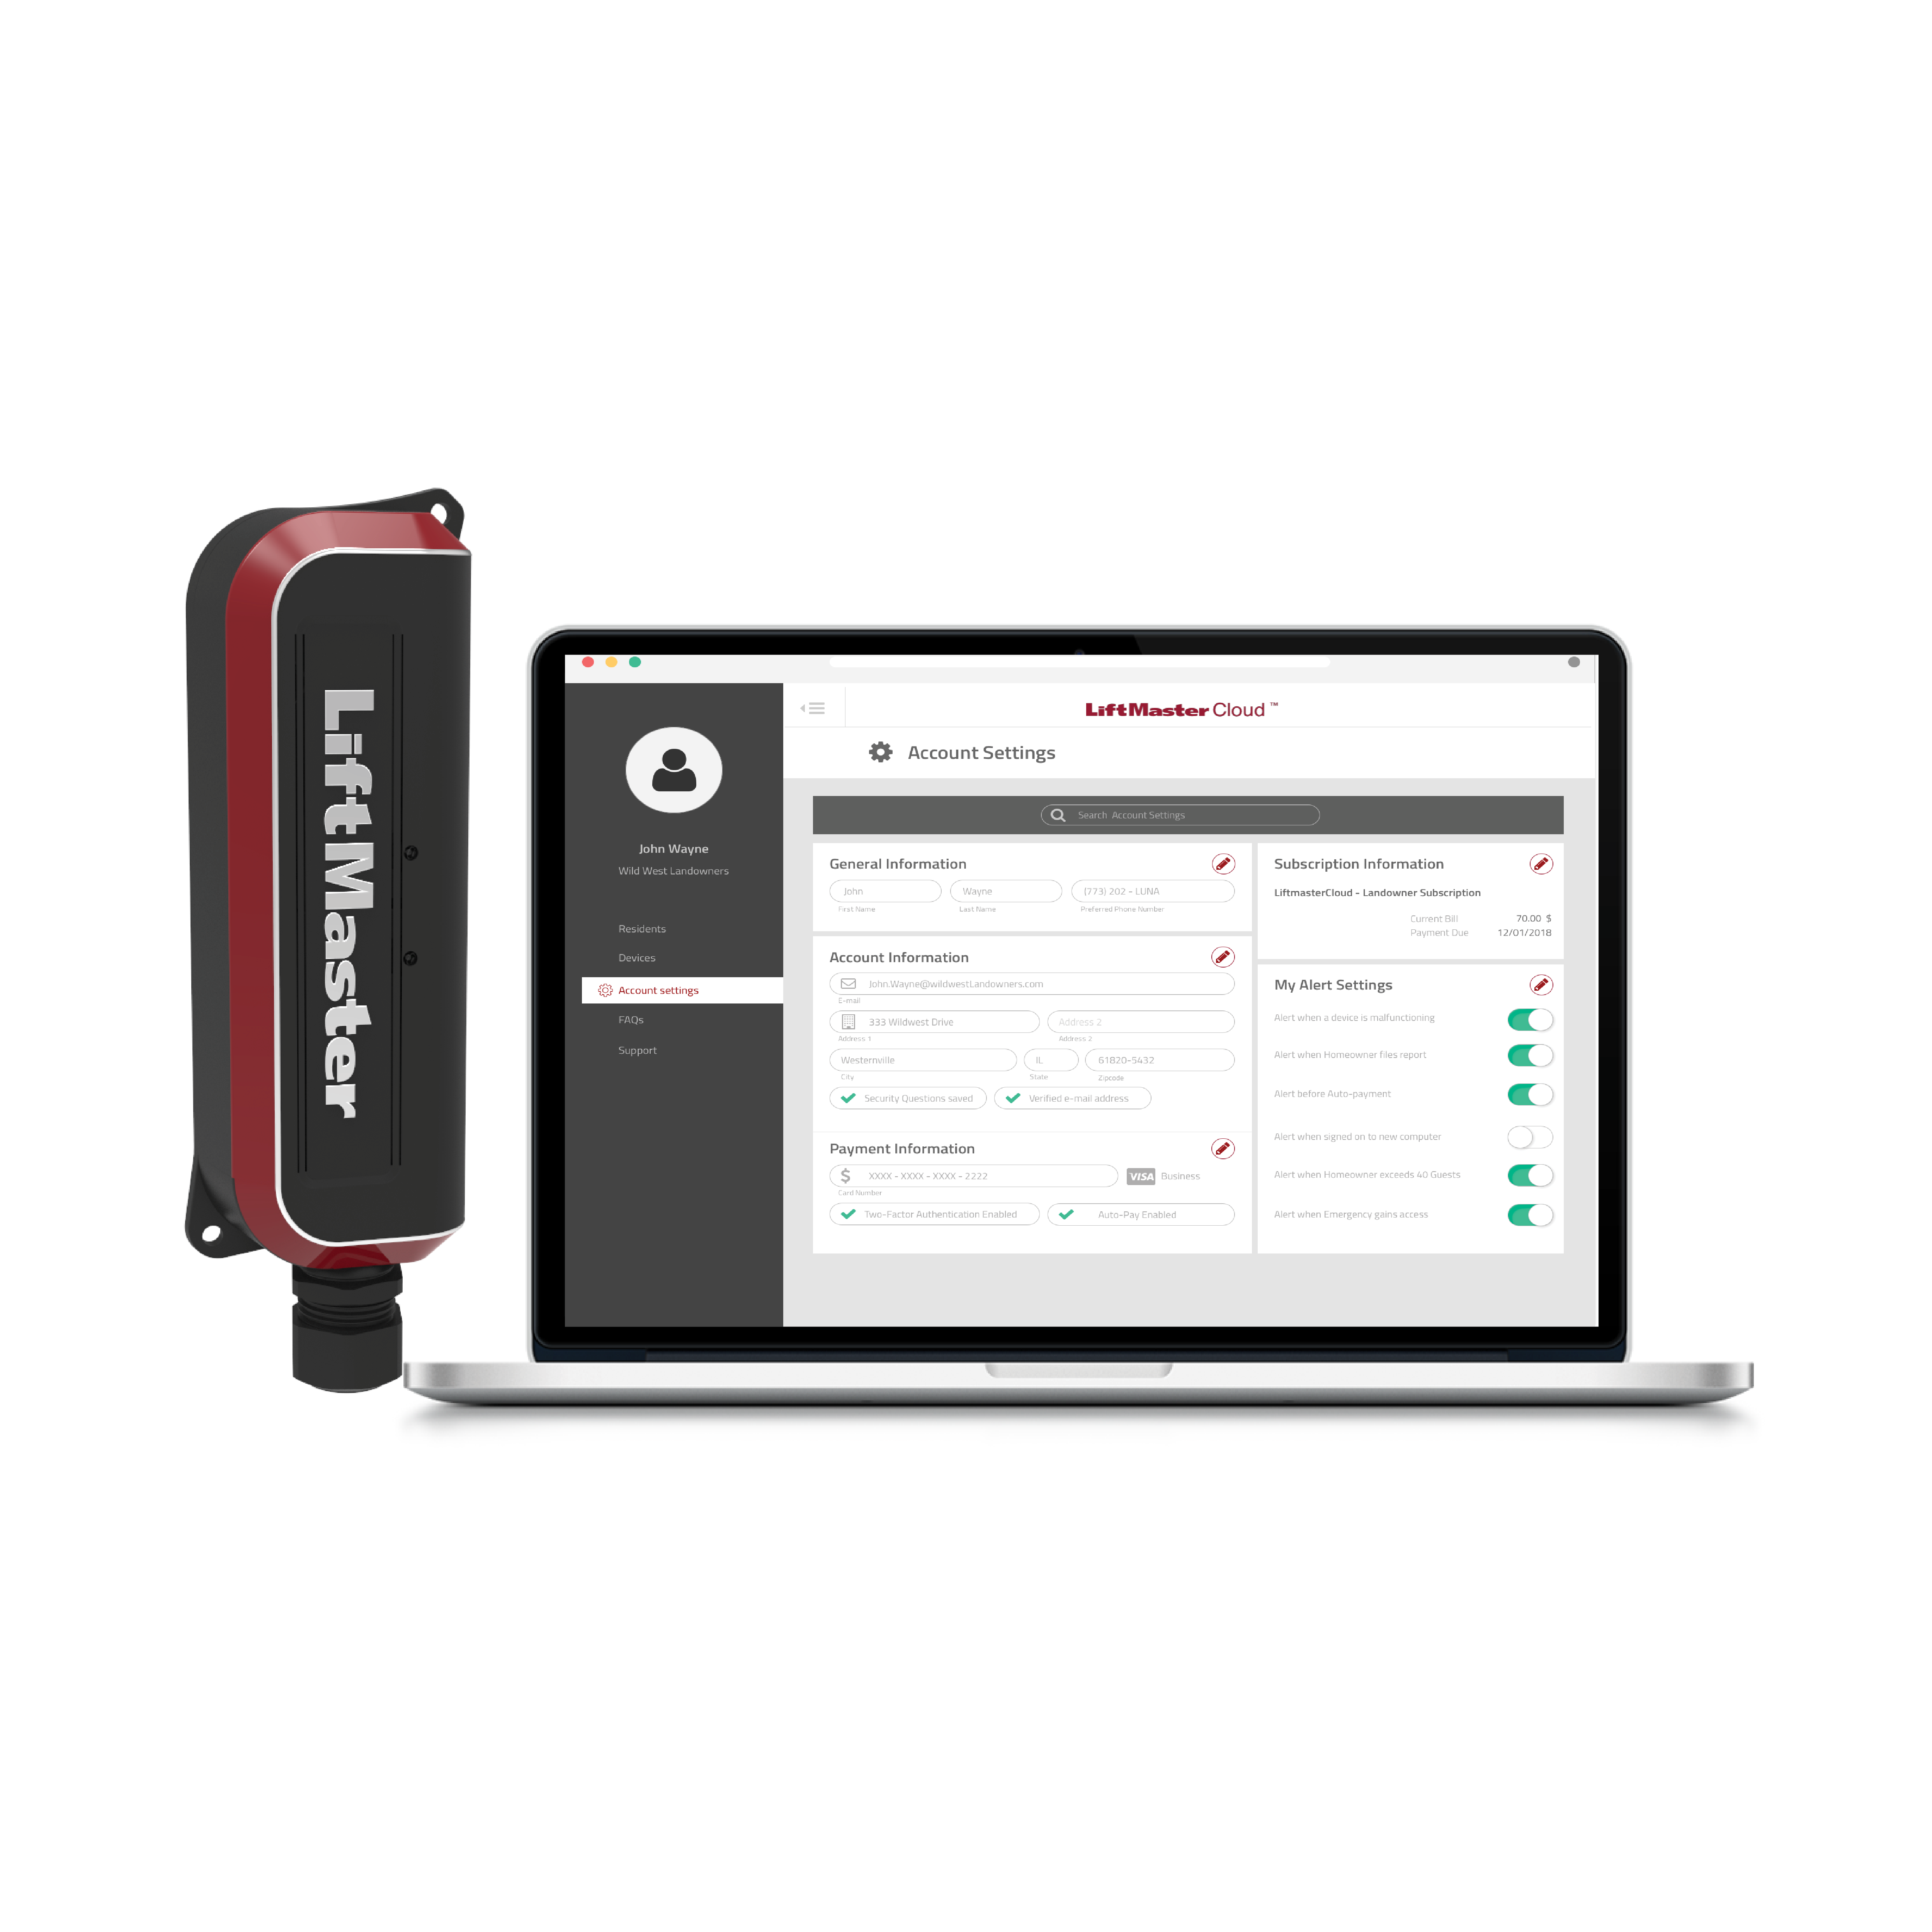 LiftMaster
LiftMaster Cloud ™
Account Settings
Search Account Settings
John Wayne
Wild West Landowners
Residents
Devices
Account settings
FAQs
Support
General Information
John
Wayne
(773) 202 - LUNA
First Name
Last Name
Preferred Phone Number
Account Information
John.Wayne@wildwestLandowners.com
E-mail
333 Wildwest Drive
Address 2
Address 1
Address 2
Westernville
IL
61820-5432
City
State
Zipcode
Security Questions saved
Verified e-mail address
Payment Information
$ XXXX - XXXX - XXXX - 2222
VISA Business
Card Number
Two-Factor Authentication Enabled
Auto-Pay Enabled
Subscription Information
LiftmasterCloud - Landowner Subscription
Current Bill 70.00 $
Payment Due 12/01/2018
My Alert Settings
Alert when a device is malfunctioning
Alert when Homeowner files report
Alert before Auto-payment
Alert when signed on to new computer
Alert when Homeowner exceeds 40 Guests
Alert when Emergency gains access